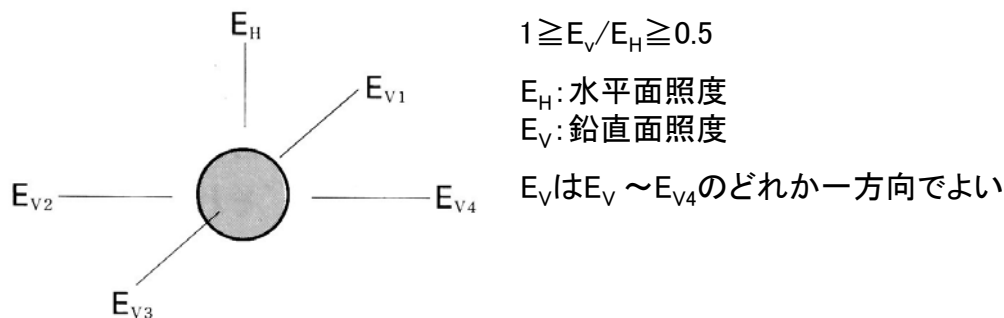 E_H
E_V1
E_V2
E_V4
E_V3
1≧E_v/E_H≧0.5
E_H:水平面照度
E_V:鉛直面照度
E_VはE_V ～E_V4のどれか一方向でよい